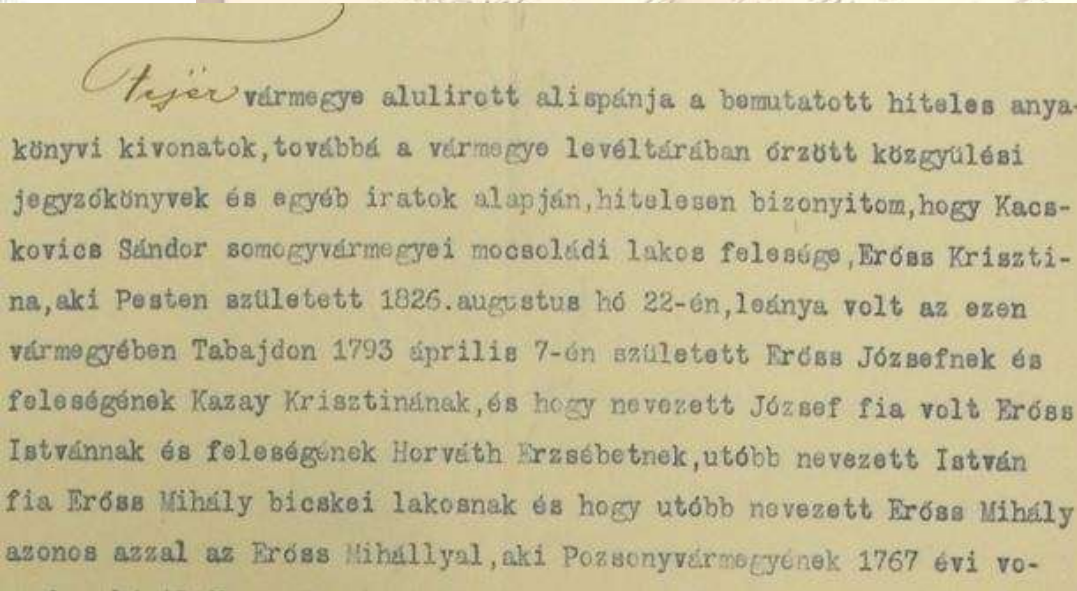 Fejér vármegye alulirott alispánja a bemutatott hiteles anya-
könyvi kivonatok,továbbá a vármegye levéltárában őrzött közgyülési
jegyzőkönyvek és egyéb iratok alapján,hitelesen bizonyitom,hogy Kacs-
kovics Sándor somogyvármegyei mocsoládi lakos felesége,Erőss Kriszti-
na,aki Pesten született 1826.augustus hó 22-én,leánya volt az ezen
vármegyében Tabajdon 1793 április 7-én született Erőss Józsefnek és
feleségének Kazay Krisztinának,és hogy nevezett József fia volt Erőss
Istvánnak és feleségének Horváth Erzsébetnek,utóbb nevezett István
fia Erőss Mihály bicskei lakosnak és hogy utóbb nevezett Erőss Mihály
azonos azzal az Erőss Mihállyal,aki Pozsonyvármegyének 1767 évi vo-